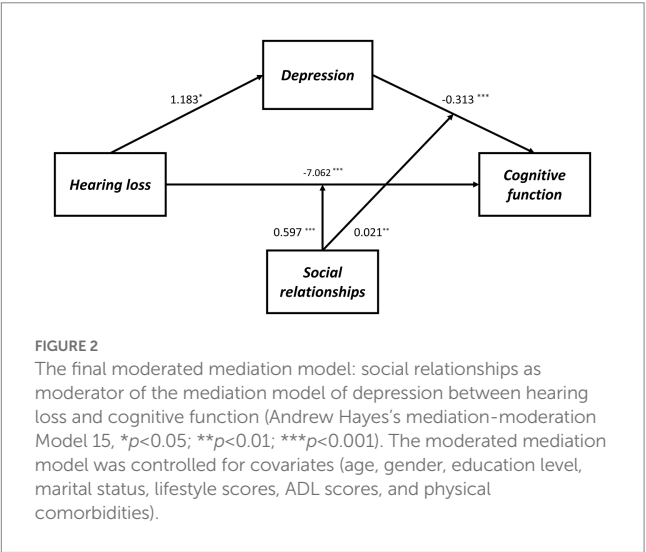 Depression
1.183*
-0.313 ***
Hearing loss
-7.062 ***
Cognitive
function
0.597 ***
0.021**
Social
relationships
FIGURE 2
The final moderated mediation model: social relationships as
moderator of the mediation model of depression between hearing
loss and cognitive function (Andrew Hayes's mediation-moderation
Model 15, *p<0.05; **p<0.01; ***p<0.001). The moderated mediation
model was controlled for covariates (age, gender, education level,
marital status, lifestyle scores, ADL scores, and physical
comorbidities).